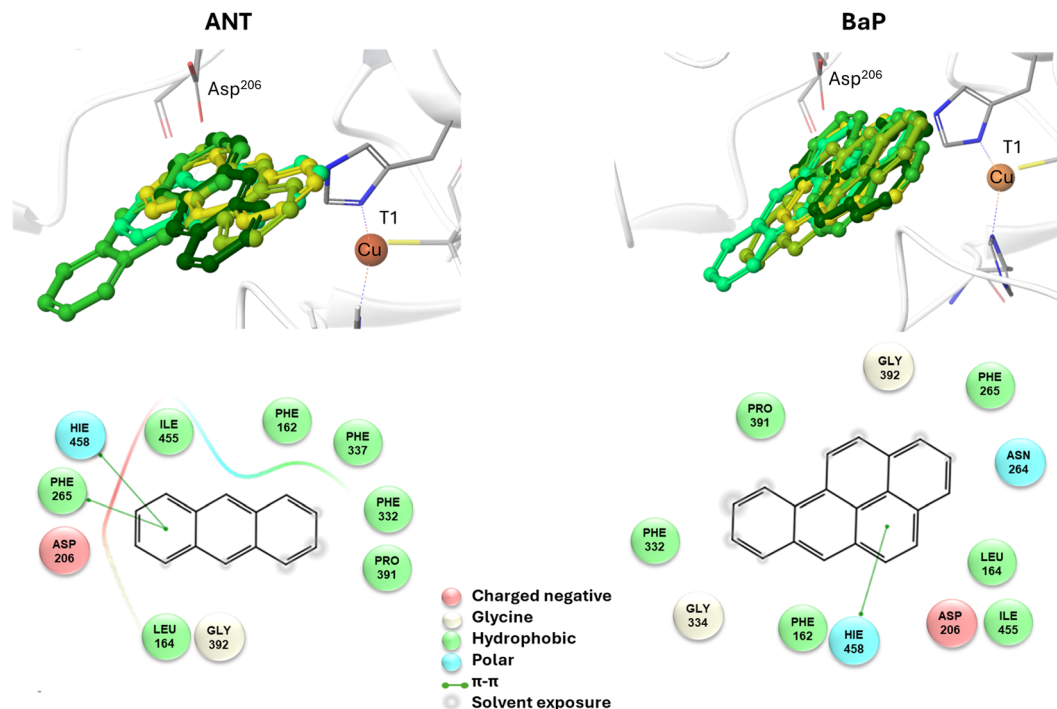 ANT
BaP
Asp206
T1
Cu
Asp206
T1
Cu
HIE
458
ILE
455
PHE
162
PHE
337
PHE
265
PHE
332
ASP
206
PRO
391
LEU
164
GLY
392
GLY
392
PHE
265
PRO
391
ASN
264
PHE
332
LEU
164
GLY
334
PHE
162
HIE
458
ASP
206
ILE
455
Charged negative
Glycine
Hydrophobic
Polar
π-π
Solvent exposure